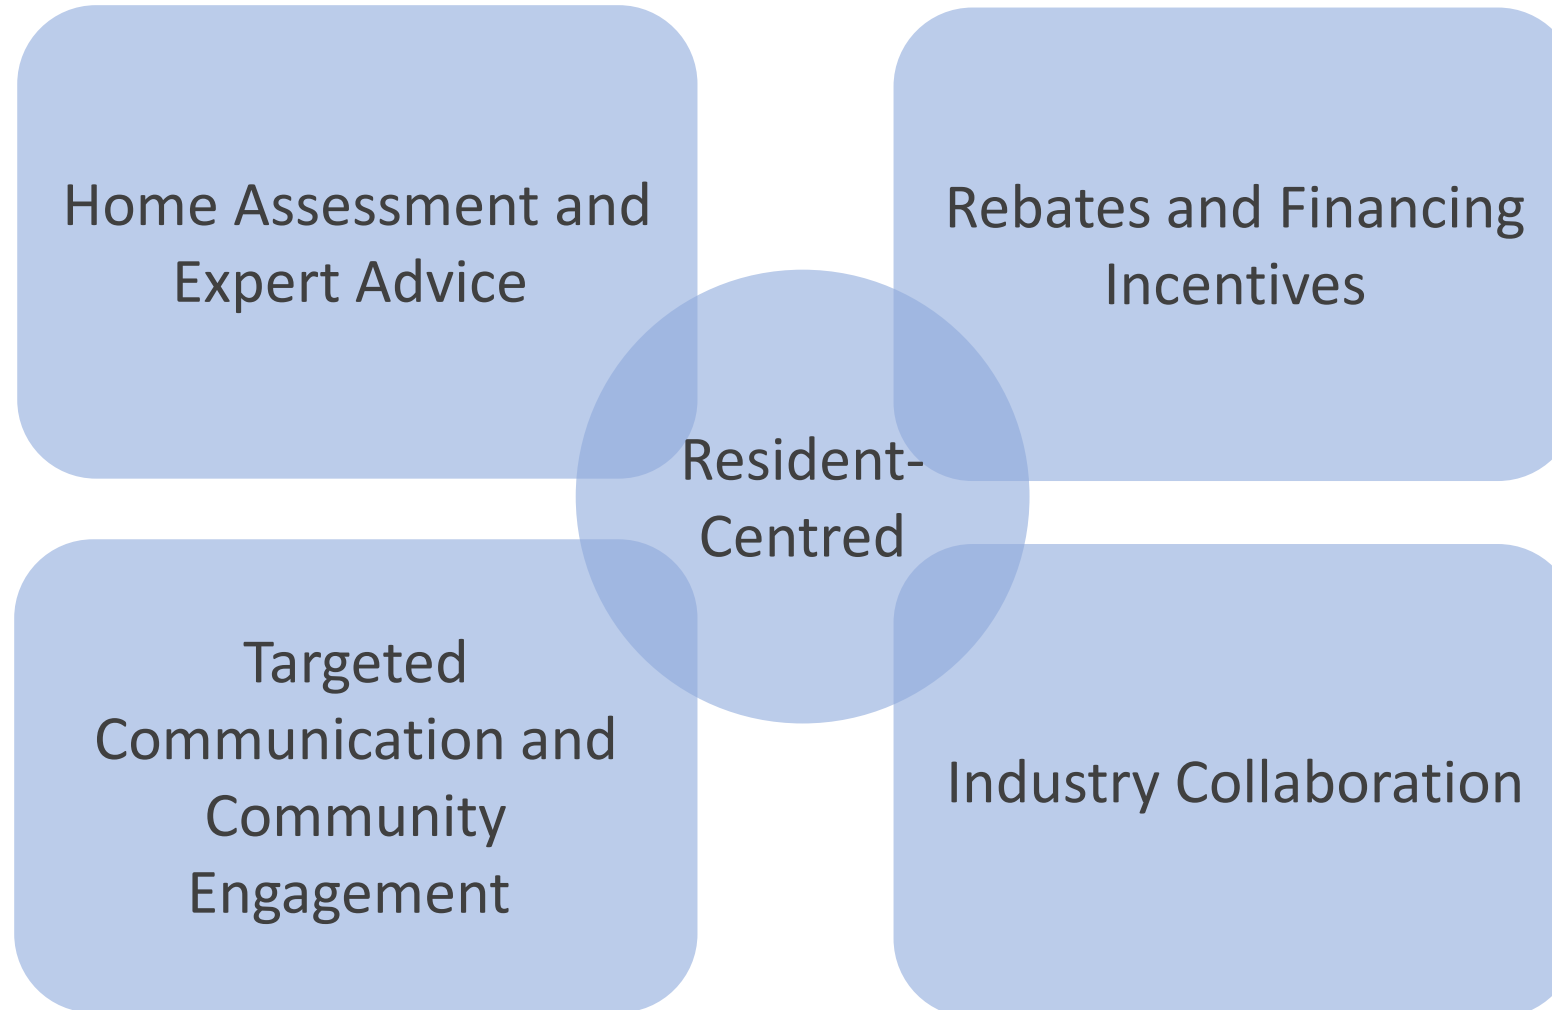 Home Assessment and
Expert Advice
Rebates and Financing
Incentives
Resident-
Centred
Targeted
Communication and
Community
Engagement
Industry Collaboration